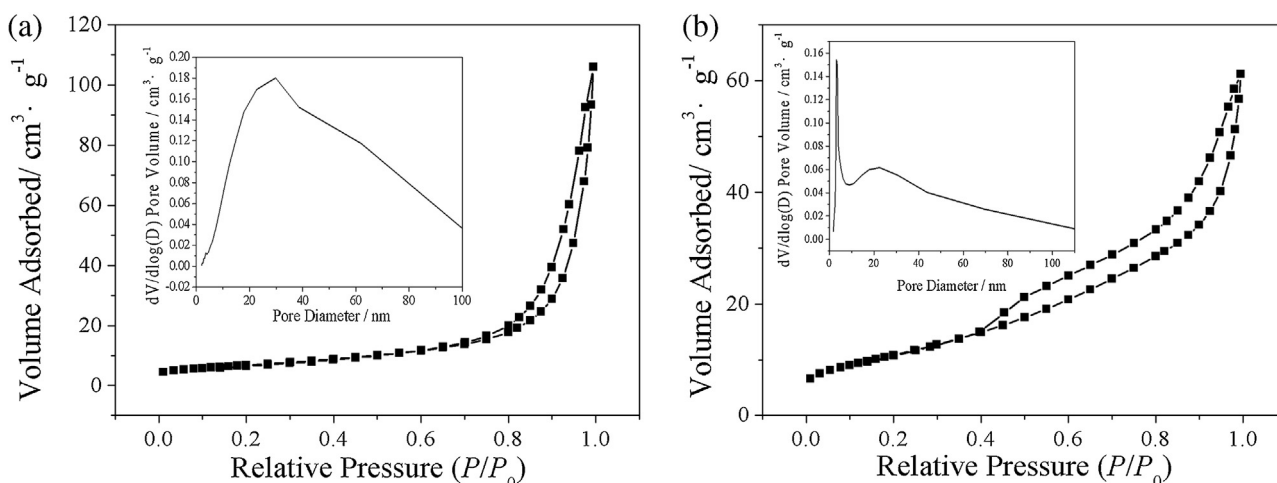 (a)
Volume Adsorbed/ cm³· g⁻¹
120
100
80
60
40
20
0
0.0 0.2 0.4 0.6 0.8 1.0
Relative Pressure (P/P₀)
dV/dlog(D) Pore Volume / cm³· g⁻¹
0.20
0.18
0.16
0.14
0.12
0.10
0.08
0.06
0.04
0.02
0.00
-0.02
0 20 40 60 80 100
Pore Diameter / nm
(b)
Volume Adsorbed/ cm³· g⁻¹
60
40
20
0
0.0 0.2 0.4 0.6 0.8 1.0
Relative Pressure (P/P₀)
dV/dlog(D) Pore Volume / cm³· g⁻¹
0.16
0.14
0.12
0.10
0.08
0.06
0.04
0.02
0.00
0 20 40 60 80 100
Pore Diameter / nm